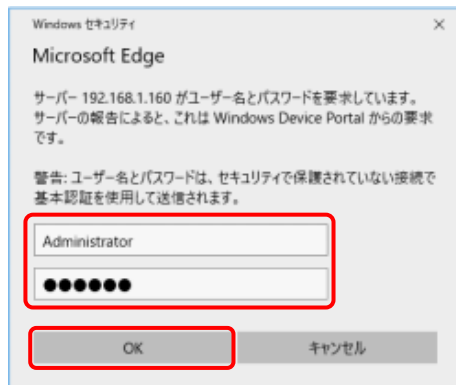 Windows セキュリティ
Microsoft Edge
サーバー 192.168.1.160 がユーザー名とパスワードを要求しています。
サーバーの報告によると、これは Windows Device Portal からの要求
です。
警告: ユーザー名とパスワードは、セキュリティで保護されていない接続で
基本認証を使用して送信されます。
Administrator
●●●●●●
OK キャンセル